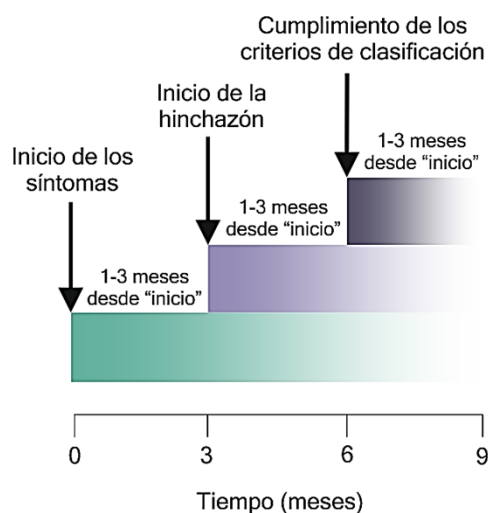 Cumplimiento de los
criterios de clasificación
Inicio de la
hinchazón
Inicio de los
síntomas
1-3 meses
desde “inicio”
1-3 meses
desde “inicio”
1-3 meses
desde “inicio”
0 3 6 9
Tiempo (meses)